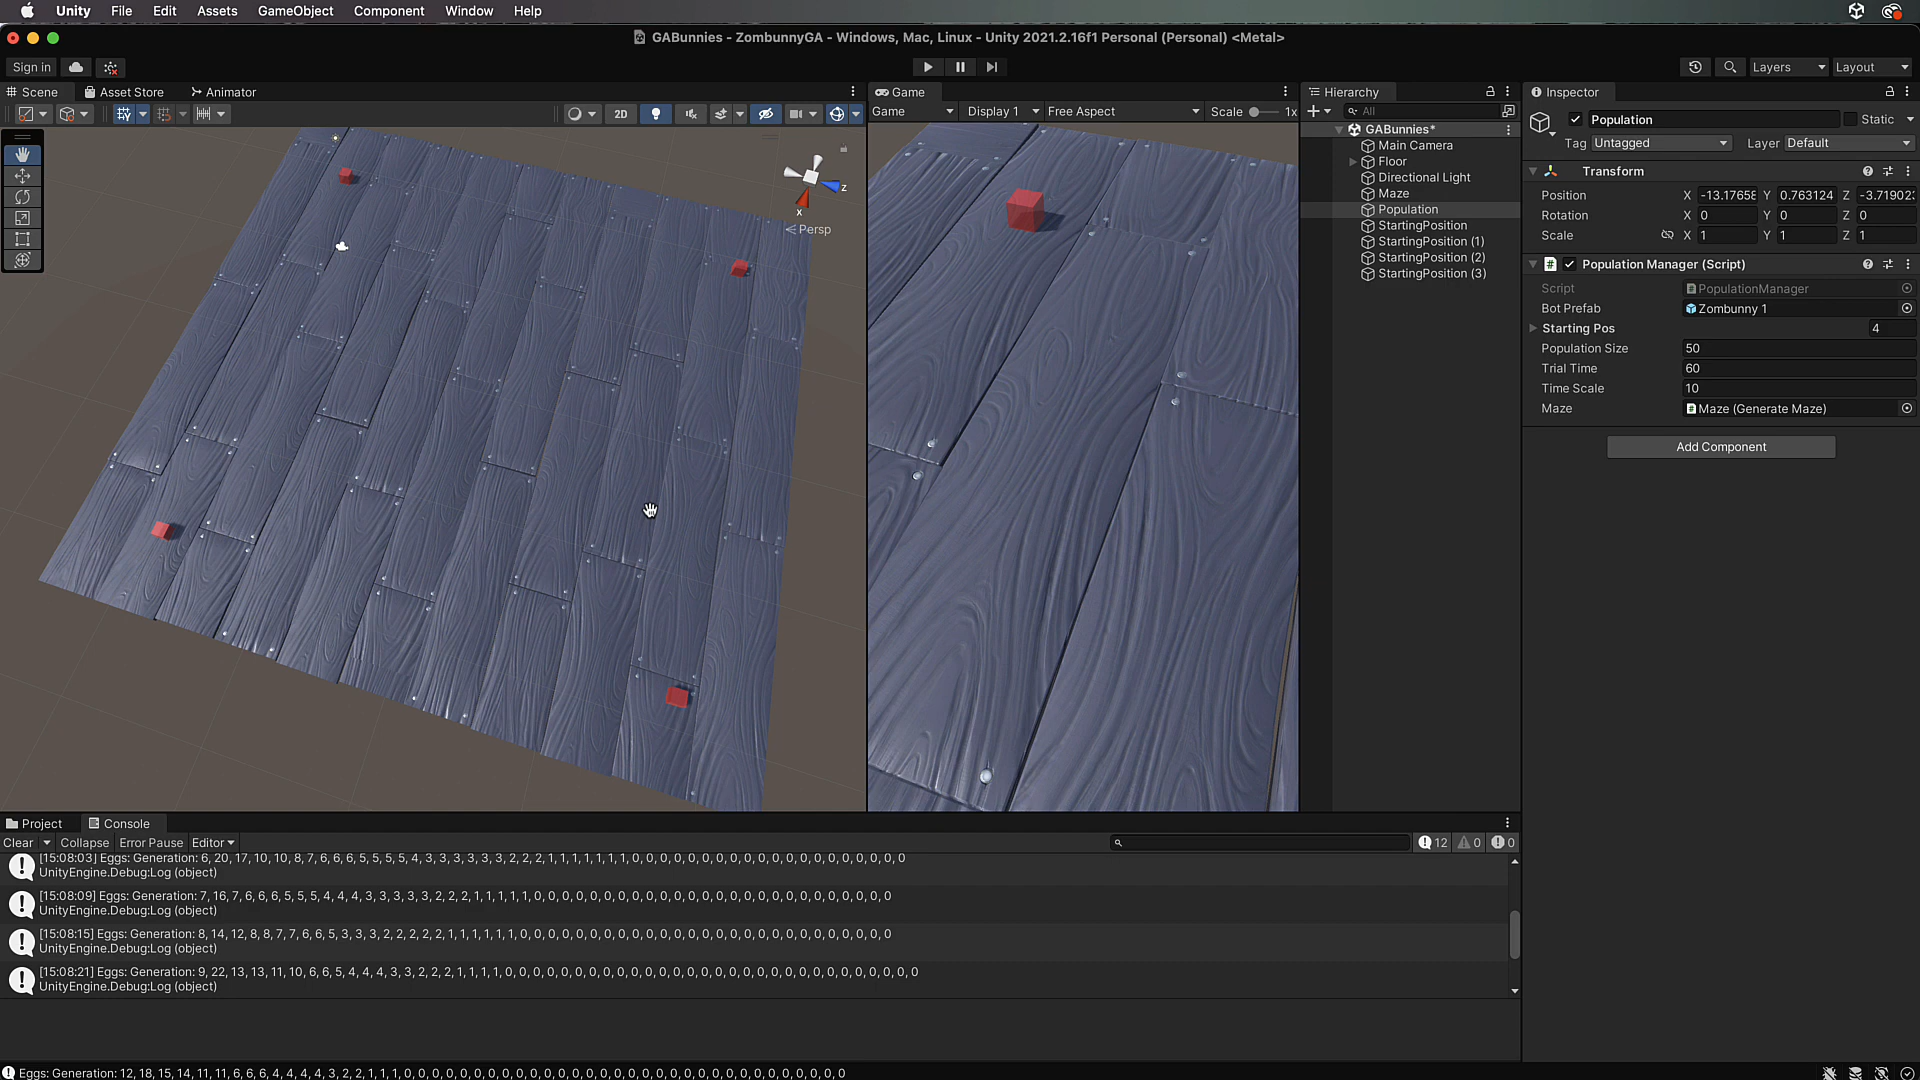 Unity File Edit Assets GameObject Component Window Help
GABunnies - ZombunnyGA - Windows, Mac, Linux - Unity 2021.2.16f1 Personal (Personal) <Metal>
Sign in
Layers
Layout
Scene
Asset Store
Animator
Game
Hierarchy
Inspector
2D
Game
Display 1
Free Aspect
Scale
1x
All
x
z
Persp
GABunnies*
Main Camera
Floor
Directional Light
Maze
Population
StartingPosition
StartingPosition (1)
StartingPosition (2)
StartingPosition (3)
Population
Static
Tag Untagged Layer Default
Transform
Position X -13.17658 Y 0.763124 Z -3.719023
Rotation X 0 Y 0 Z 0
Scale X 1 Y 1 Z 1
Population Manager (Script)
Script PopulationManager
Bot Prefab Zombunny 1
Starting Pos 4
Population Size 50
Trial Time 60
Time Scale 10
Maze Maze (Generate Maze)
Add Component
Project
Console
Clear Collapse Error Pause Editor
12 0 0
[15:08:03] Eggs: Generation: 6, 20, 17, 10, 10, 8, 7, 6, 6, 6, 5, 5, 5, 5, 4, 3, 3, 3, 3, 3, 3, 2, 2, 2, 1, 1, 1, 1, 1, 1, 0, 0, 0, 0, 0, 0, 0, 0, 0, 0, 0, 0, 0, 0, 0, 0, 0, 0, 0, 0
UnityEngine.Debug:Log (object)
[15:08:09] Eggs: Generation: 7, 16, 7, 6, 6, 6, 5, 5, 5, 4, 4, 4, 3, 3, 3, 3, 3, 2, 2, 2, 1, 1, 1, 1, 1, 0, 0, 0, 0, 0, 0, 0, 0, 0, 0, 0, 0, 0, 0, 0, 0, 0, 0, 0, 0, 0, 0, 0, 0, 0, 0
UnityEngine.Debug:Log (object)
[15:08:15] Eggs: Generation: 8, 14, 12, 8, 8, 7, 7, 6, 6, 5, 3, 3, 3, 2, 2, 2, 2, 2, 1, 1, 1, 1, 1, 1, 0, 0, 0, 0, 0, 0, 0, 0, 0, 0, 0, 0, 0, 0, 0, 0, 0, 0, 0, 0, 0, 0, 0, 0, 0, 0, 0
UnityEngine.Debug:Log (object)
[15:08:21] Eggs: Generation: 9, 22, 13, 13, 11, 10, 6, 6, 5, 4, 4, 4, 3, 3, 2, 2, 2, 1, 1, 1, 1, 0, 0, 0, 0, 0, 0, 0, 0, 0, 0, 0, 0, 0, 0, 0, 0, 0, 0, 0, 0, 0, 0, 0, 0, 0, 0, 0, 0, 0, 0
UnityEngine.Debug:Log (object)
Eggs: Generation: 12, 18, 15, 14, 11, 11, 6, 6, 6, 4, 4, 4, 4, 3, 2, 2, 1, 1, 1, 0, 0, 0, 0, 0, 0, 0, 0, 0, 0, 0, 0, 0, 0, 0, 0, 0, 0, 0, 0, 0, 0, 0, 0, 0, 0, 0, 0, 0, 0, 0, 0